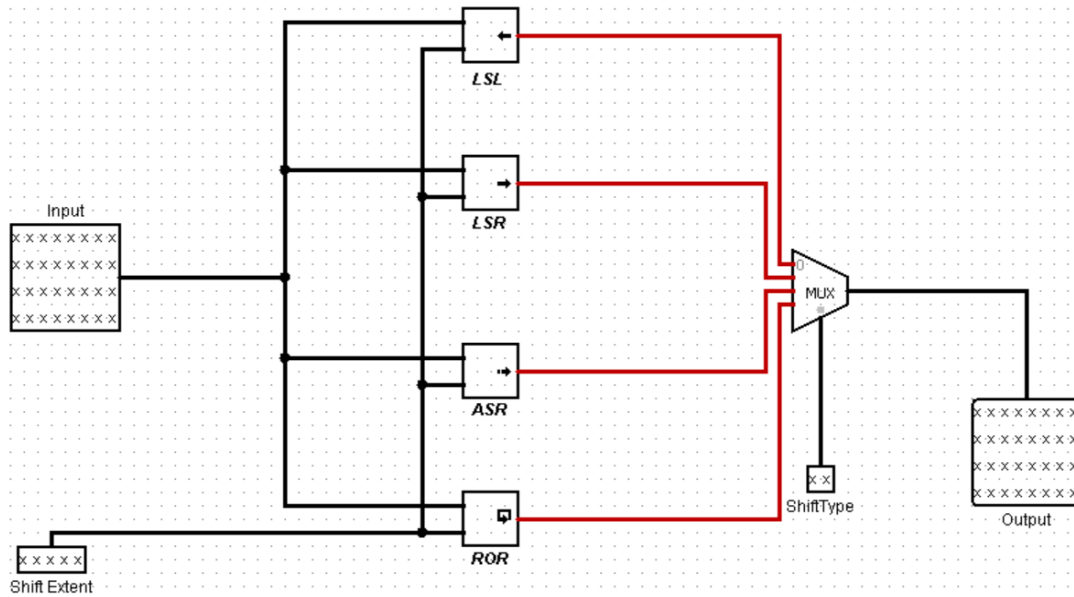 LSL
LSR
Input
x x x x x x x x
x x x x x x x x
x x x x x x x x
x x x x x x x x
0
MUX
ASR
x x x x x x x x
x x x x x x x x
x x x x x x x x
x x x x x x x x
Output
x x
ShiftType
ROR
x x x x x
Shift Extent